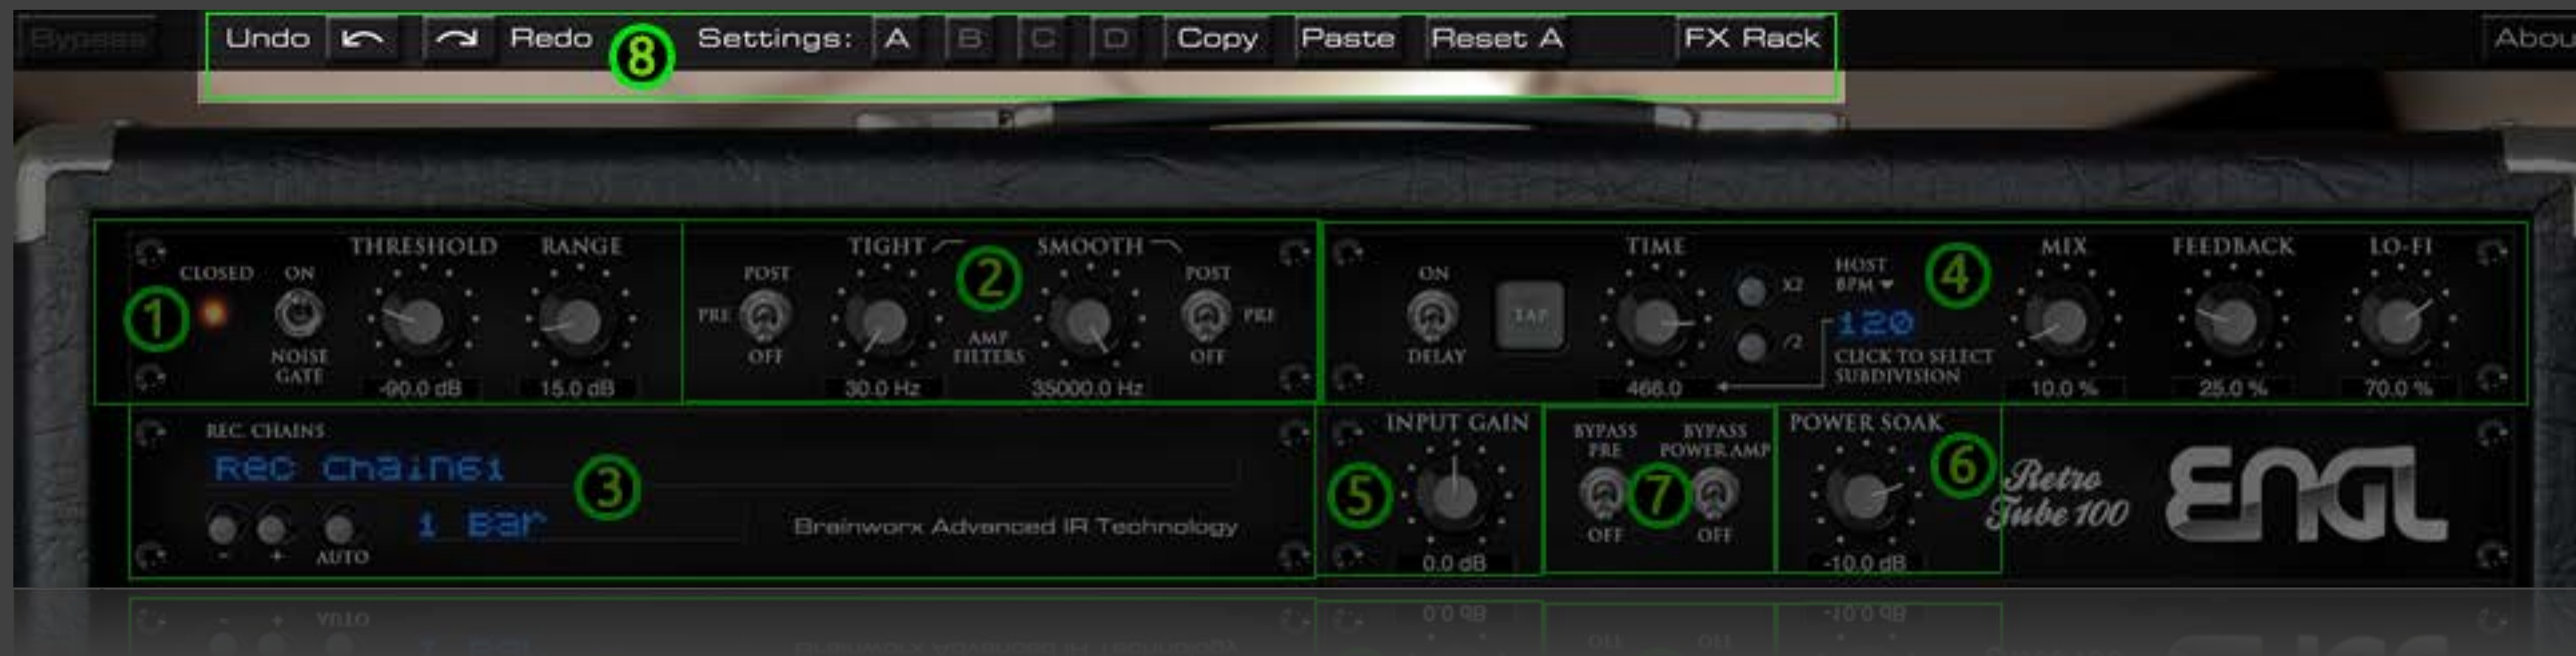 Bypass Undo Redo Settings: A B C D Copy Paste Reset A FX Rack Abou
8
1
CLOSED ON THRESHOLD RANGE
NOISE
GATE
-90.0 dB 15.0 dB
2
TIGHT SMOOTH
POST POST
PRE PRE
OFF OFF
AMP
FILTERS
30.0 Hz 35000.0 Hz
4
TIME MIX FEEDBACK LO-FI
ON
TAP
DELAY
X2
/2
HOST
BPM
120
CLICK TO SELECT
SUBDIVISION
466.0 10.0 % 25.0 % 70.0 %
REC. CHAINS
Rec Chain61
3
1 Bar
- + AUTO
Brainworx Advanced IR Technology
INPUT GAIN
5
0.0 dB
BYPASS BYPASS
PRE POWER AMP
7
OFF OFF
POWER SOAK
6
-10.0 dB
Retro
Tube 100
ENGL